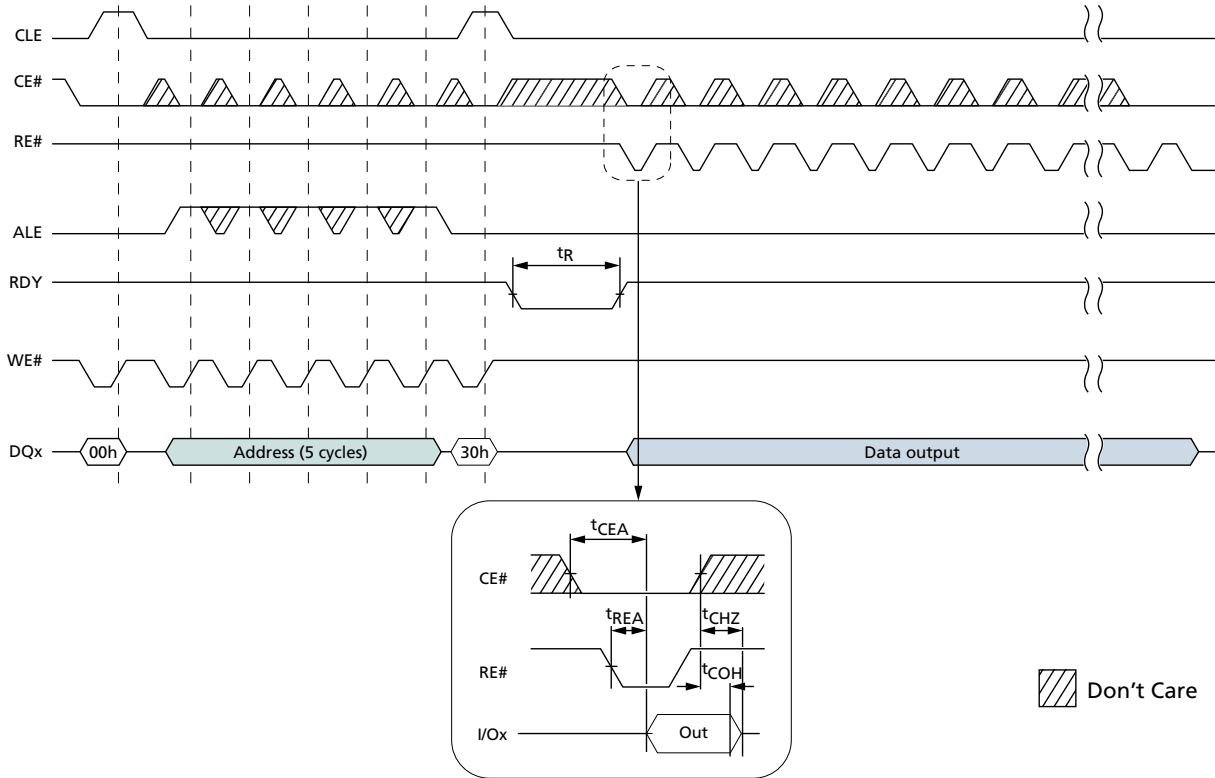 CLE
CE#
RE#
ALE
tR
RDY
WE#
DQx
00h
Address (5 cycles)
30h
Data output
tCEA
CE#
tREA
tCHZ
RE#
tCOH
I/Ox
Out
Don't Care